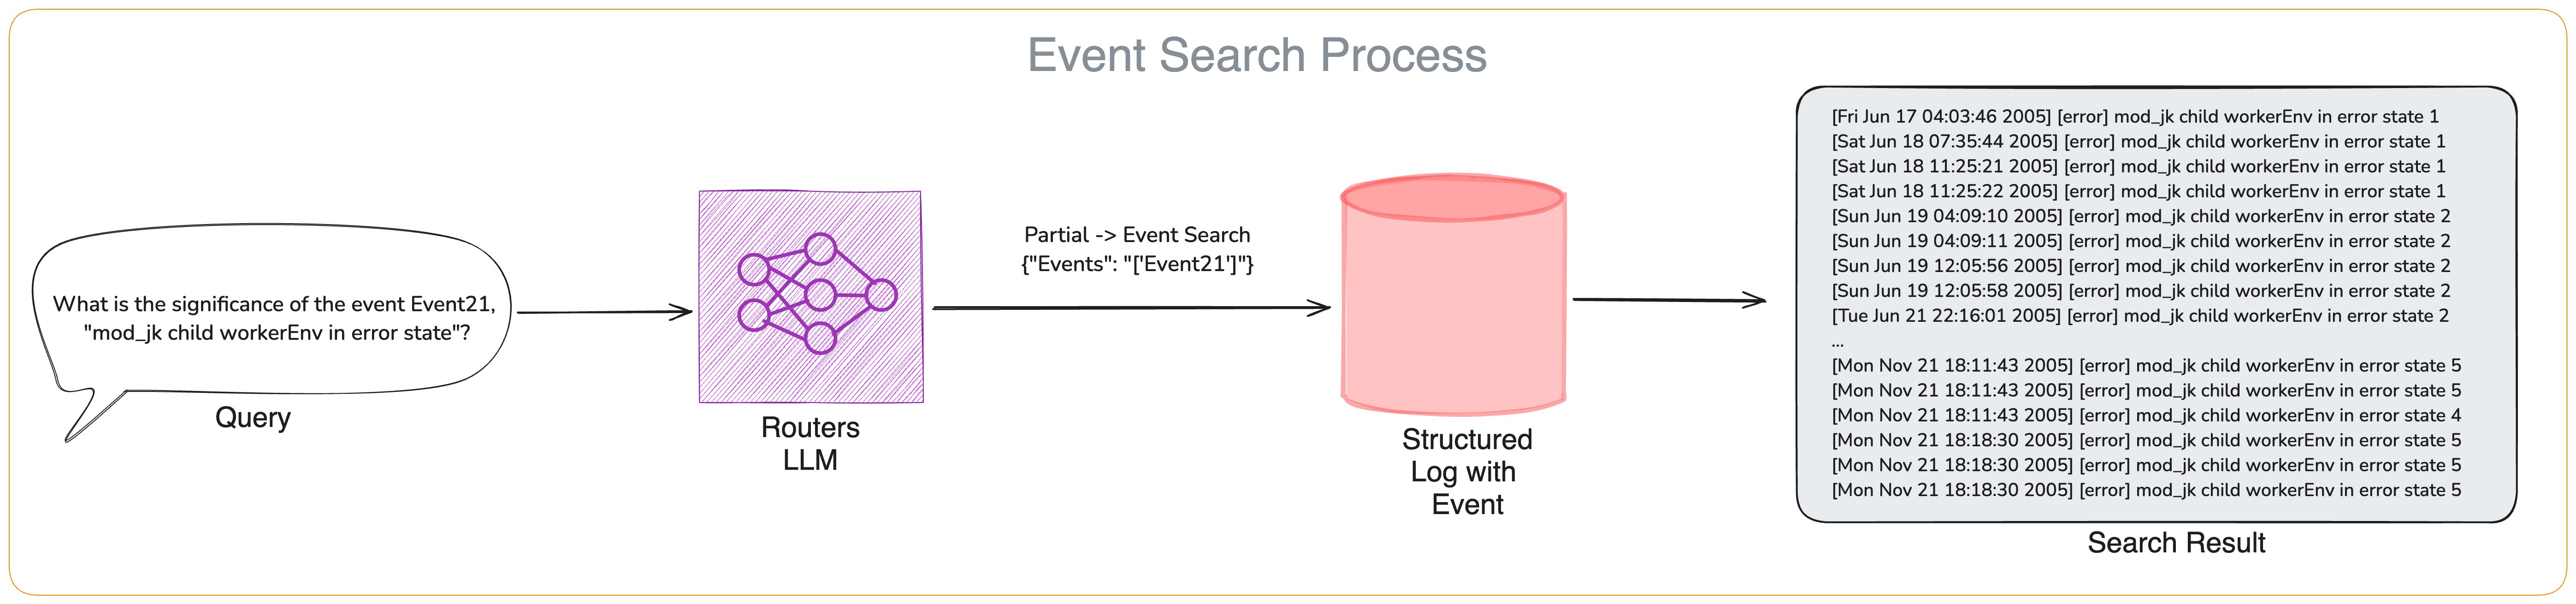 Event Search Process
What is the significance of the event Event21,
"mod_jk child workerEnv in error state"?
Query
Routers
LLM
Partial -> Event Search
{"Events": "['Event21']"}
Structured
Log with
Event
[Fri Jun 17 04:03:46 2005] [error] mod_jk child workerEnv in error state 1
[Sat Jun 18 07:35:44 2005] [error] mod_jk child workerEnv in error state 1
[Sat Jun 18 11:25:21 2005] [error] mod_jk child workerEnv in error state 1
[Sat Jun 18 11:25:22 2005] [error] mod_jk child workerEnv in error state 1
[Sun Jun 19 04:09:10 2005] [error] mod_jk child workerEnv in error state 2
[Sun Jun 19 04:09:11 2005] [error] mod_jk child workerEnv in error state 2
[Sun Jun 19 12:05:56 2005] [error] mod_jk child workerEnv in error state 2
[Sun Jun 19 12:05:58 2005] [error] mod_jk child workerEnv in error state 2
[Tue Jun 21 22:16:01 2005] [error] mod_jk child workerEnv in error state 2
...
[Mon Nov 21 18:11:43 2005] [error] mod_jk child workerEnv in error state 5
[Mon Nov 21 18:11:43 2005] [error] mod_jk child workerEnv in error state 5
[Mon Nov 21 18:11:43 2005] [error] mod_jk child workerEnv in error state 4
[Mon Nov 21 18:18:30 2005] [error] mod_jk child workerEnv in error state 5
[Mon Nov 21 18:18:30 2005] [error] mod_jk child workerEnv in error state 5
[Mon Nov 21 18:18:30 2005] [error] mod_jk child workerEnv in error state 5
Search Result